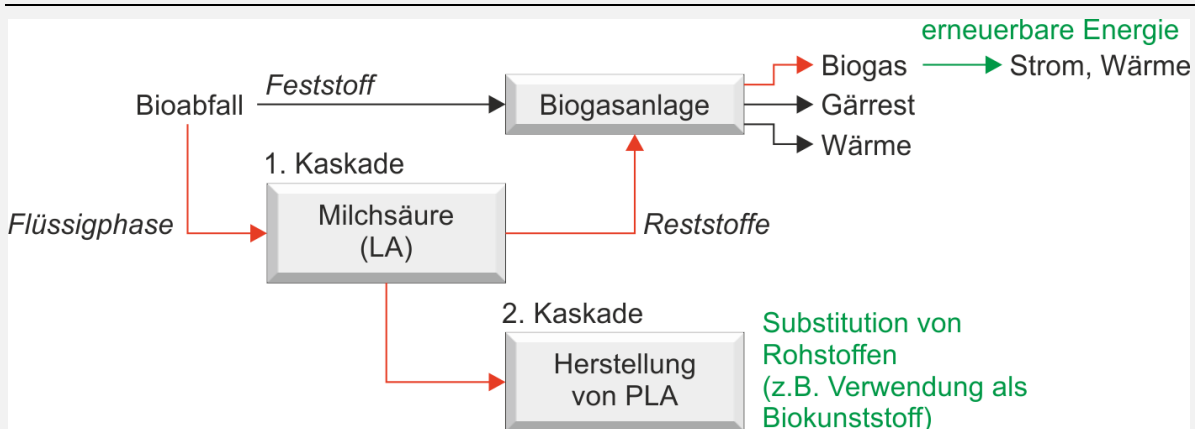 erneuerbare Energie
Feststoff
Biogas
Strom, Wärme
Bioabfall
Biogasanlage
Gärrest
Wärme
1. Kaskade
Flüssigphase
Milchsäure
(LA)
Reststoffe
2. Kaskade
Herstellung
von PLA
Substitution von
Rohstoffen
(z.B. Verwendung als
Biokunststoff)